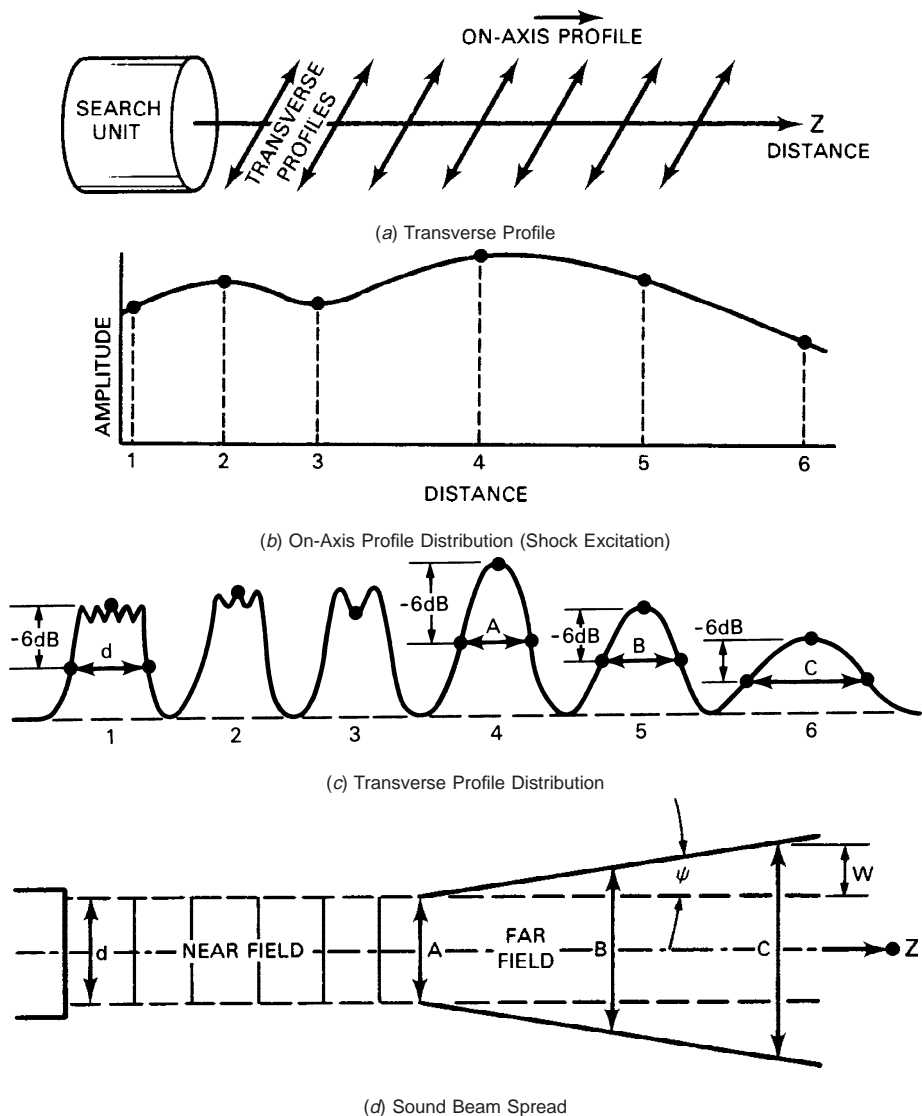 ON-AXIS PROFILE
SEARCH
UNIT
TRANSVERSE
PROFILES
Z
DISTANCE
(a) Transverse Profile
AMPLITUDE
1 2 3 4 5 6
DISTANCE
(b) On-Axis Profile Distribution (Shock Excitation)
-6dB d -6dB A -6dB B -6dB C
1 2 3 4 5 6
(c) Transverse Profile Distribution
ψ W
d NEAR FIELD A FAR
FIELD B C Z
(d) Sound Beam Spread